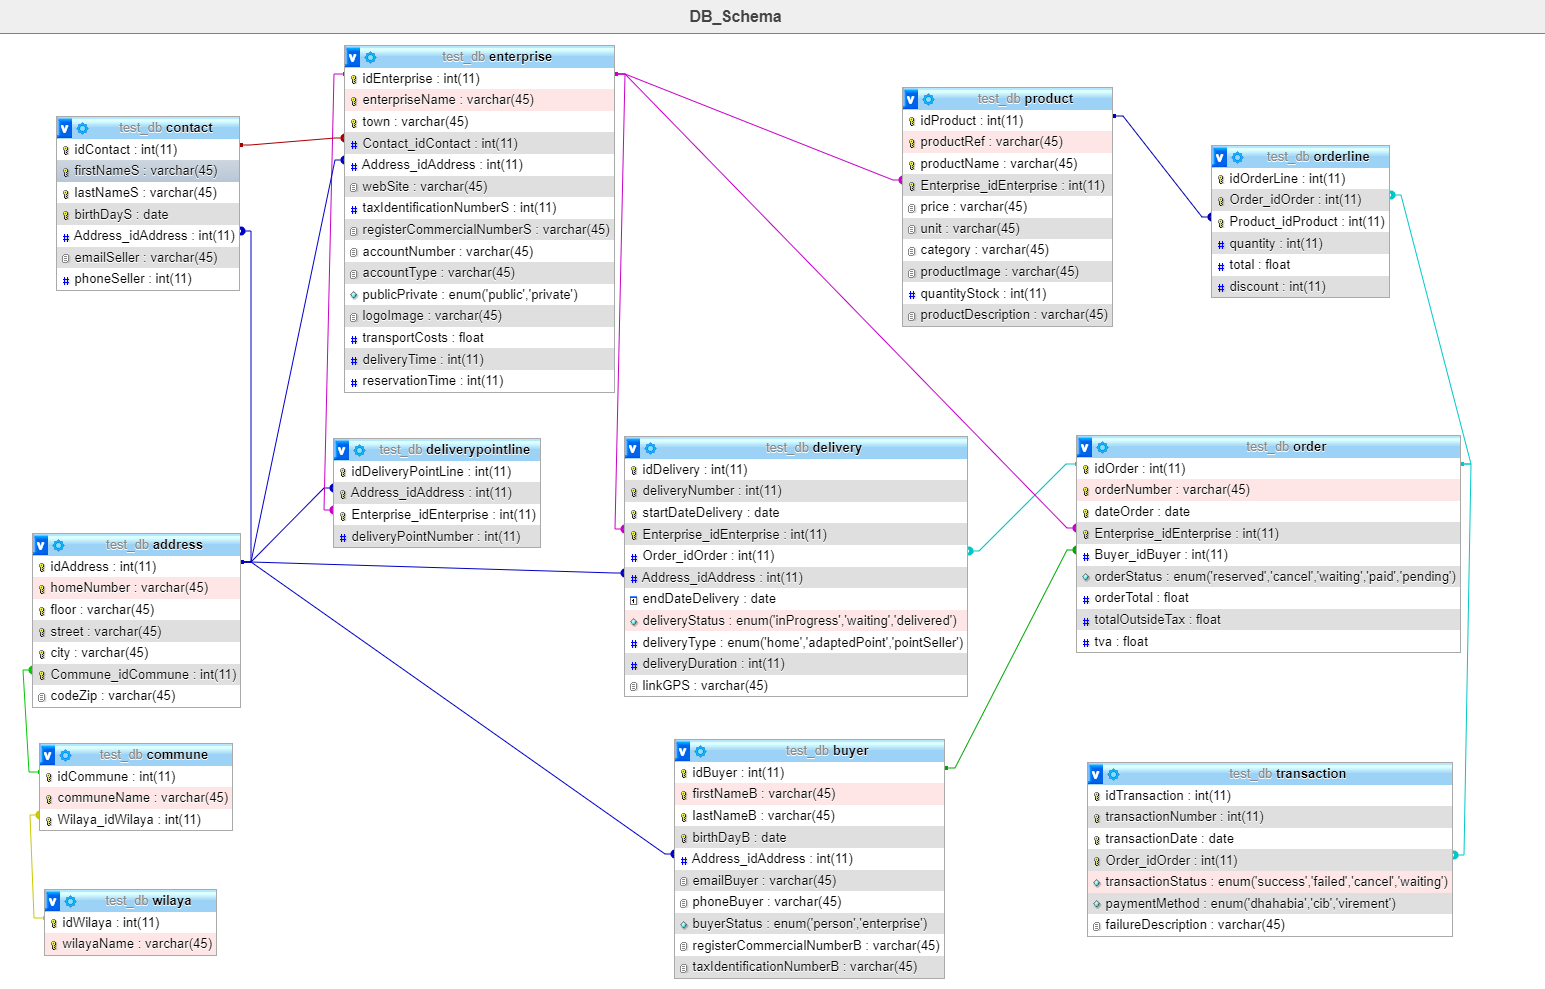 DB_Schema
v test_db enterprise
idEnterprise : int(11)
enterpriseName : varchar(45)
town : varchar(45)
# Contact_idContact : int(11)
# Address_idAddress : int(11)
webSite : varchar(45)
# taxIdentificationNumberS : int(11)
registerCommercialNumberS : varchar(45)
accountNumber : varchar(45)
accountType : varchar(45)
publicPrivate : enum('public','private')
logoImage : varchar(45)
# transportCosts : float
# deliveryTime : int(11)
# reservationTime : int(11)
v test_db contact
idContact : int(11)
firstNameS : varchar(45)
lastNameS : varchar(45)
birthDayS : date
# Address_idAddress : int(11)
emailSeller : varchar(45)
# phoneSeller : int(11)
v test_db product
idProduct : int(11)
productRef : varchar(45)
productName : varchar(45)
Enterprise_idEnterprise : int(11)
price : varchar(45)
unit : varchar(45)
category : varchar(45)
productImage : varchar(45)
# quantityStock : int(11)
productDescription : varchar(45)
v test_db orderline
idOrderLine : int(11)
Order_idOrder : int(11)
Product_idProduct : int(11)
# quantity : int(11)
# total : float
# discount : int(11)
v test_db deliverypointline
idDeliveryPointLine : int(11)
Address_idAddress : int(11)
Enterprise_idEnterprise : int(11)
# deliveryPointNumber : int(11)
v test_db delivery
idDelivery : int(11)
deliveryNumber : int(11)
startDateDelivery : date
Enterprise_idEnterprise : int(11)
# Order_idOrder : int(11)
# Address_idAddress : int(11)
endDateDelivery : date
deliveryStatus : enum('inProgress','waiting','delivered')
# deliveryType : enum('home','adaptedPoint','pointSeller')
# deliveryDuration : int(11)
linkGPS : varchar(45)
v test_db order
idOrder : int(11)
orderNumber : varchar(45)
dateOrder : date
Enterprise_idEnterprise : int(11)
# Buyer_idBuyer : int(11)
orderStatus : enum('reserved','cancel','waiting','paid','pending')
# orderTotal : float
# totalOutsideTax : float
# tva : float
v test_db address
idAddress : int(11)
homeNumber : varchar(45)
floor : varchar(45)
street : varchar(45)
city : varchar(45)
Commune_idCommune : int(11)
codeZip : varchar(45)
v test_db commune
idCommune : int(11)
communeName : varchar(45)
Wilaya_idWilaya : int(11)
v test_db wilaya
idWilaya : int(11)
wilayaName : varchar(45)
v test_db buyer
idBuyer : int(11)
firstNameB : varchar(45)
lastNameB : varchar(45)
birthDayB : date
# Address_idAddress : int(11)
emailBuyer : varchar(45)
phoneBuyer : varchar(45)
buyerStatus : enum('person','enterprise')
registerCommercialNumberB : varchar(45)
taxIdentificationNumberB : varchar(45)
v test_db transaction
idTransaction : int(11)
transactionNumber : int(11)
transactionDate : date
Order_idOrder : int(11)
transactionStatus : enum('success','failed','cancel','waiting')
paymentMethod : enum('dhahabia','cib','virement')
failureDescription : varchar(45)